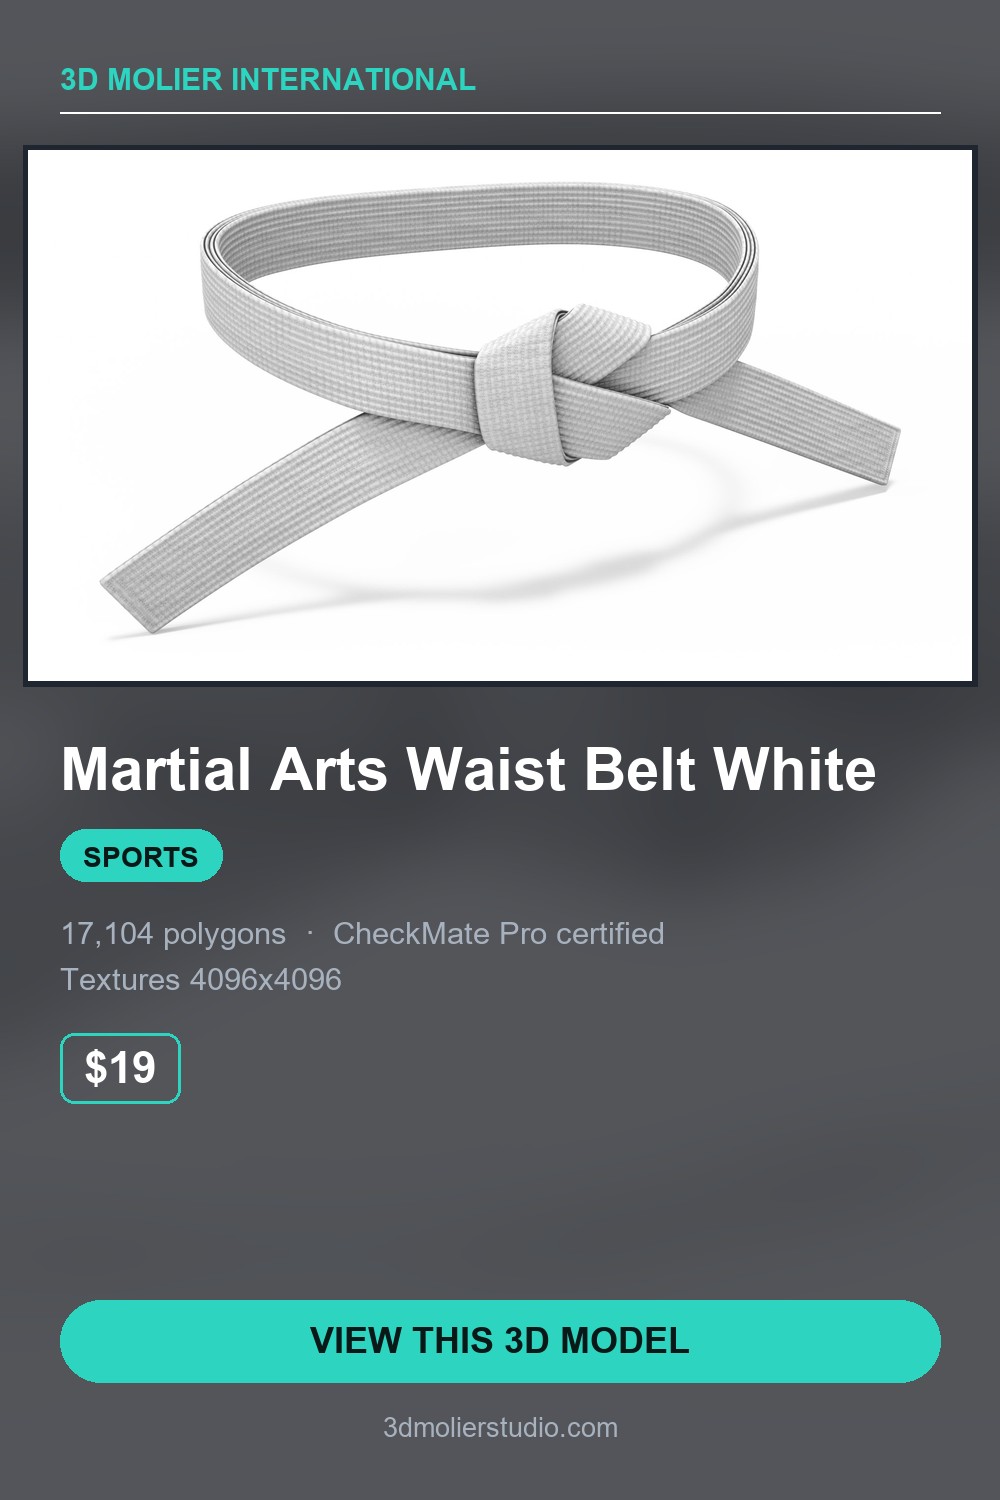 3D MOLIER INTERNATIONAL
Martial Arts Waist Belt White
SPORTS
17,104 polygons · CheckMate Pro certified
Textures 4096x4096
$19
VIEW THIS 3D MODEL
3dmolierstudio.com